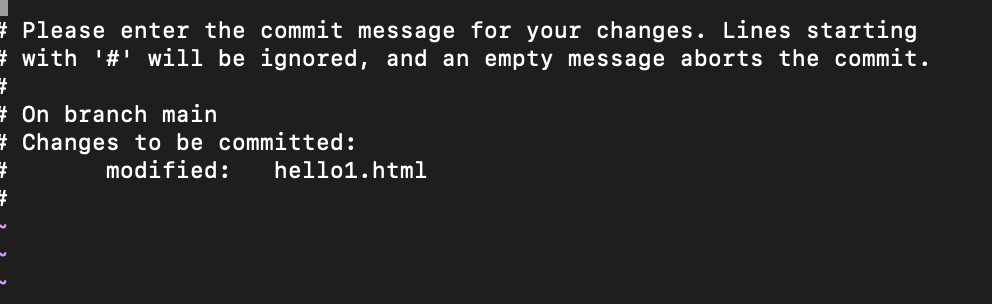 # Please enter the commit message for your changes. Lines starting
# with '#' will be ignored, and an empty message aborts the commit.
#
# On branch main
# Changes to be committed:
#       modified:   hello1.html
#
~
~
~